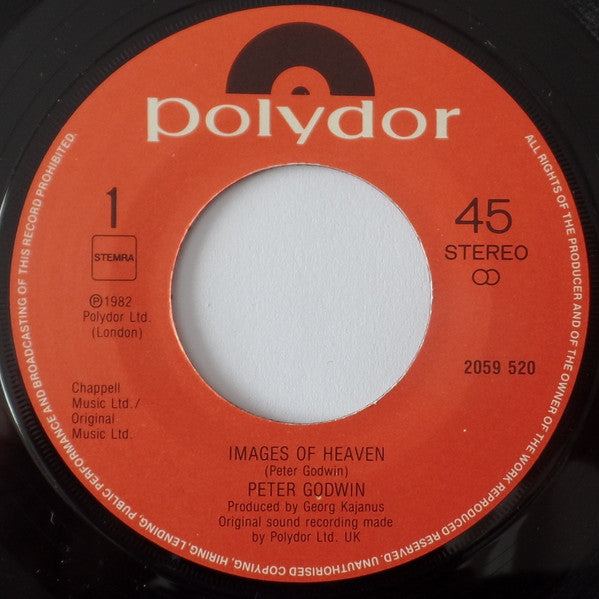 polydor
1
STEMRA
℗1982
Polydor Ltd.
(London)
45
STEREO
2059 520
Chappell
Music Ltd./
Original
Music Ltd.
IMAGES OF HEAVEN
(Peter Godwin)
PETER GODWIN
Produced by Georg Kajanus
Original sound recording made
by Polydor Ltd. UK
ALL RIGHTS OF THE PRODUCER AND OF THE OWNER OF THE WORK REPRODUCED RESERVED. UNAUTHORISED COPYING, HIRING, LENDING, PUBLIC PERFORMANCE AND BROADCASTING OF THIS RECORD PROHIBITED.